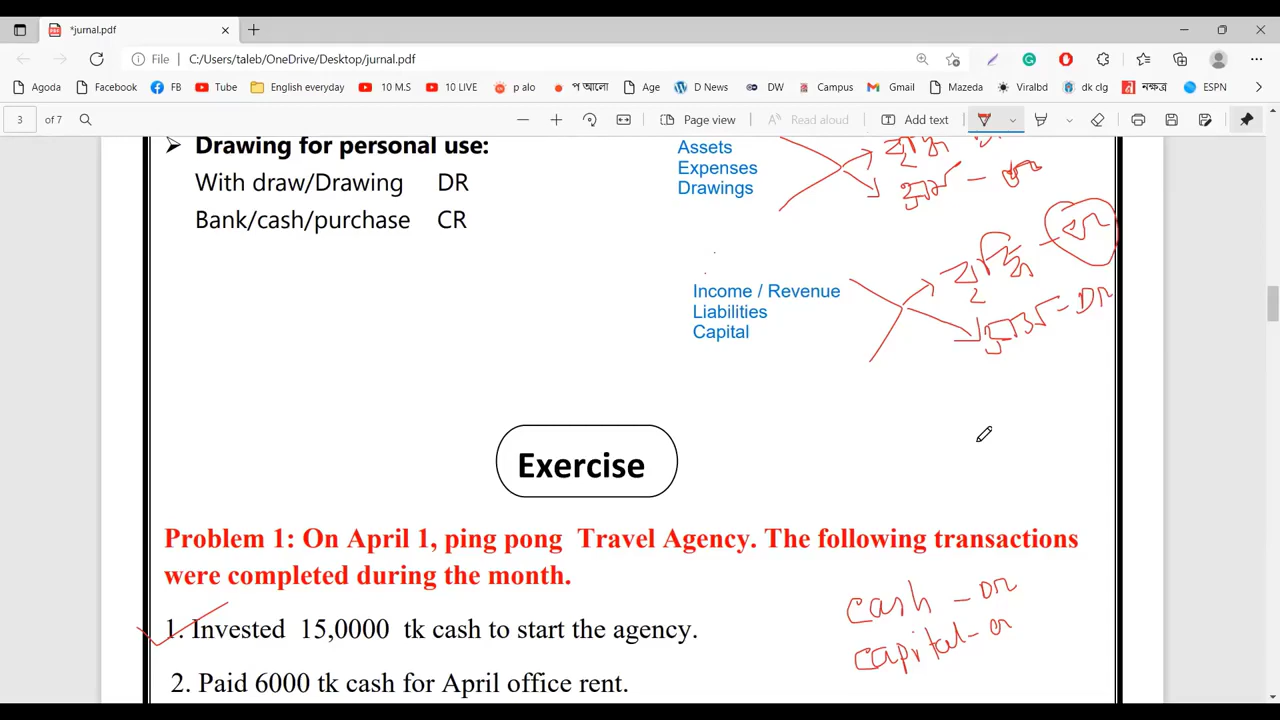 *jurnal.pdf
File C:/Users/taleb/OneDrive/Desktop/jurnal.pdf
Agoda Facebook FB Tube English everyday 10 M.S 10 LIVE p alo প আলো Age D News DW Campus Gmail Mazeda Viralbd dk clg নক্ষত্র ESPN
3 of 7 Page view Read aloud Add text
Drawing for personal use:
With draw/Drawing DR
Bank/cash/purchase CR
Assets
Expenses
Drawings
বৃদ্ধি
হ্রাস -
Income / Revenue
Liabilities
Capital
বৃদ্ধি -
হ্রাস - Dr
Exercise
Problem 1: On April 1, ping pong Travel Agency. The following transactions
were completed during the month.
1. Invested 15,0000 tk cash to start the agency.
cash - Dr
capital -
2. Paid 6000 tk cash for April office rent.